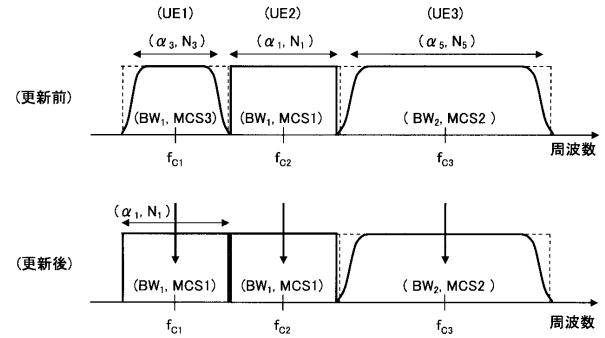 (UE1) (UE2) (UE3)
(α3, N3) (α1, N1) (α5, N5)
(更新前)
(BW1, MCS3) (BW1, MCS1) ( BW2, MCS2 )
周波数
fC1 fC2 fC3
(α1, N1)
(更新後)
(BW1, MCS1) (BW1, MCS1) ( BW2, MCS2 )
fC1 fC2 fC3 周波数